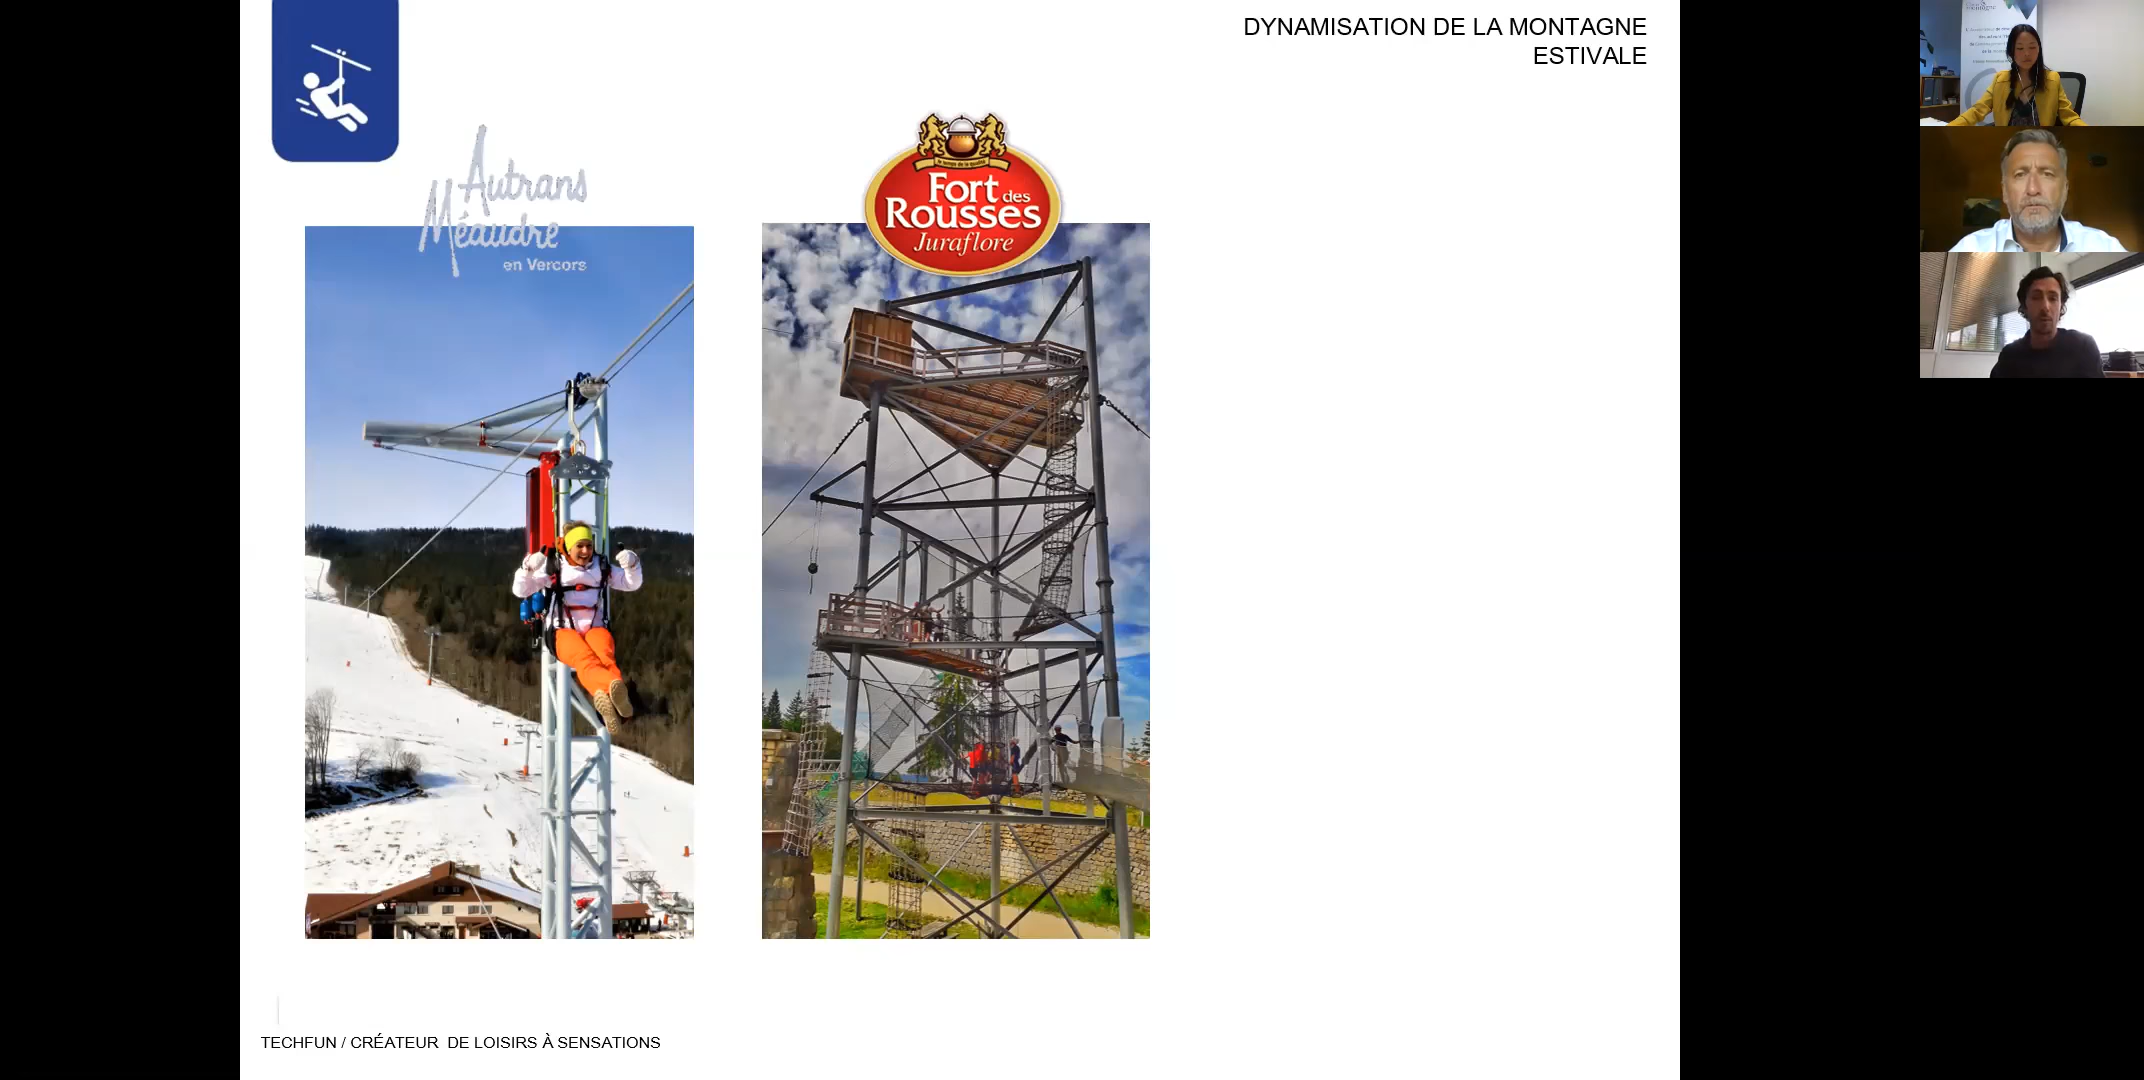 DYNAMISATION DE LA MONTAGNE
ESTIVALE
Autrans
Méaudre
en Vercors
Fort des
Rousses
Juraflore
TECHFUN / CRÉATEUR  DE LOISIRS À SENSATIONS